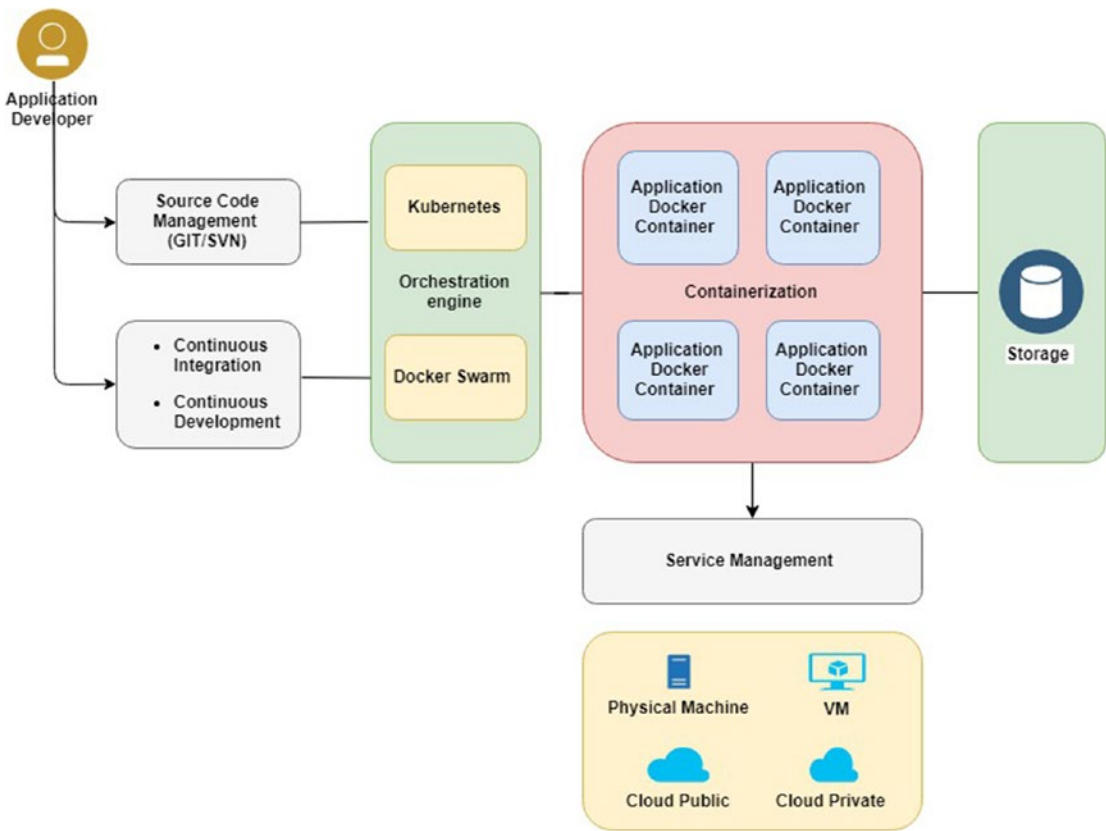 Application
Developer
Source Code
Management
(GIT/SVN)
• Continuous
Integration
• Continuous
Development
Kubernetes
Orchestration
engine
Docker Swarm
Application
Docker
Container
Application
Docker
Container
Containerization
Application
Docker
Container
Application
Docker
Container
Storage
Service Management
Physical Machine
VM
Cloud Public
Cloud Private